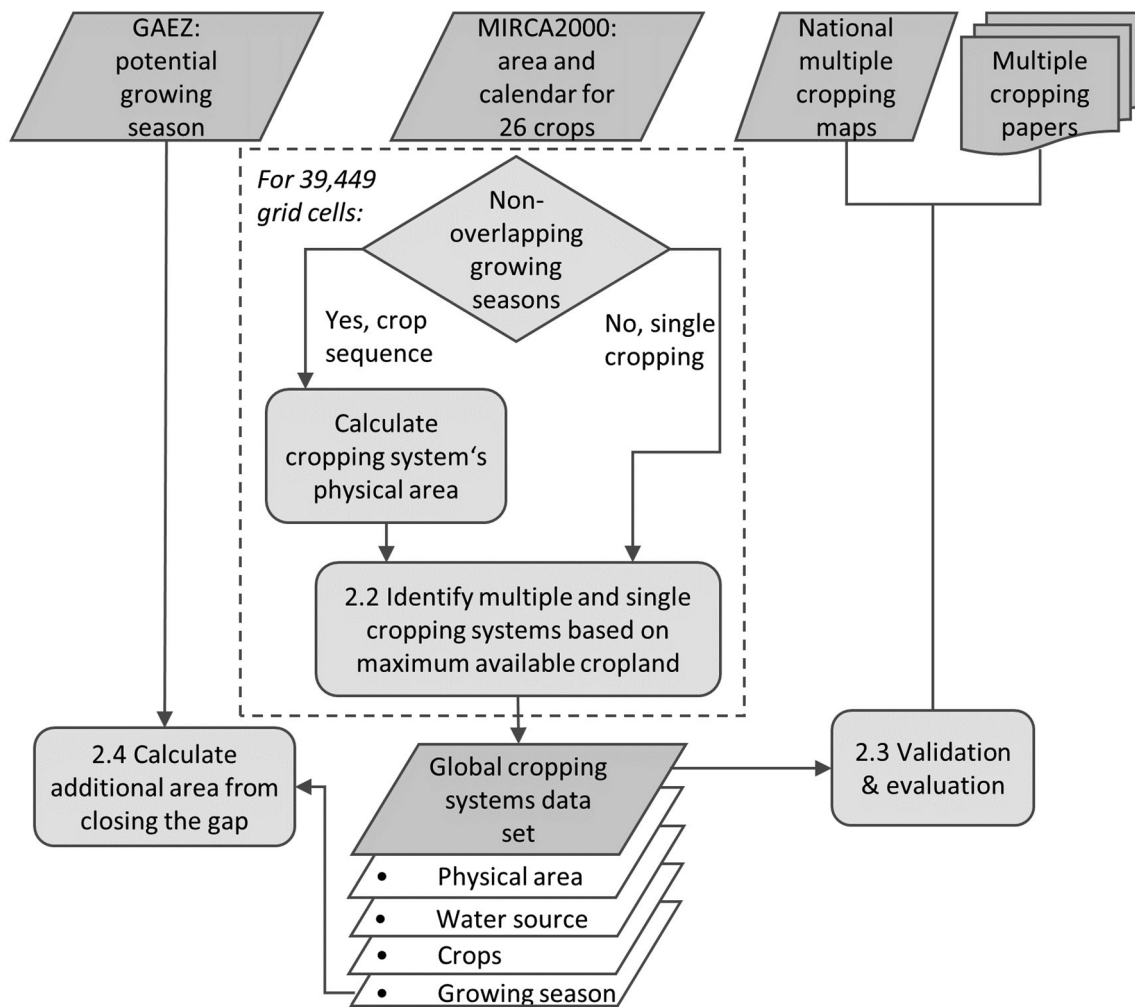 GAEZ:
potential
growing
season
MIRCA2000:
area and
calendar for
26 crops
National
multiple
cropping
maps
Multiple
cropping
papers
For 39,449
grid cells:
Non-
overlapping
growing
seasons
Yes, crop
sequence
No, single
cropping
Calculate
cropping system‘s
physical area
2.2 Identify multiple and single
cropping systems based on
maximum available cropland
2.4 Calculate
additional area from
closing the gap
Global cropping
systems data
set
2.3 Validation
& evaluation
• Physical area
• Water source
• Crops
• Growing season